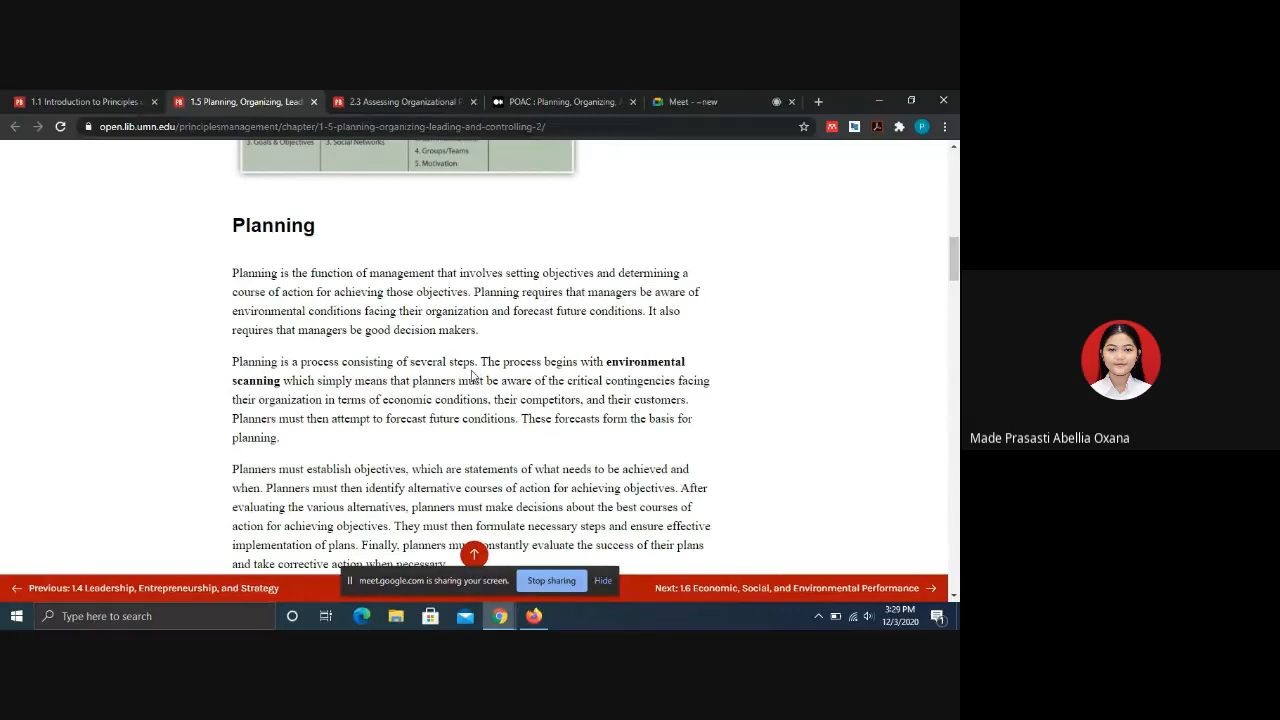 1.1 Introduction to Principles
1.5 Planning, Organizing, Lead
2.3 Assessing Organizational P
POAC : Planning, Organizing, A
Meet - ~new
open.lib.umn.edu/principlesmanagement/chapter/1-5-planning-organizing-leading-and-controlling-2/
P
3. Goals & Objectives
3. Social Networks
4. Groups/Teams
5. Motivation
Planning
Planning is the function of management that involves setting objectives and determining a
course of action for achieving those objectives. Planning requires that managers be aware of
environmental conditions facing their organization and forecast future conditions. It also
requires that managers be good decision makers.
Planning is a process consisting of several steps. The process begins with environmental
scanning which simply means that planners must be aware of the critical contingencies facing
their organization in terms of economic conditions, their competitors, and their customers.
Planners must then attempt to forecast future conditions. These forecasts form the basis for
planning.
Planners must establish objectives, which are statements of what needs to be achieved and
when. Planners must then identify alternative courses of action for achieving objectives. After
evaluating the various alternatives, planners must make decisions about the best courses of
action for achieving objectives. They must then formulate necessary steps and ensure effective
implementation of plans. Finally, planners mu onstantly evaluate the success of their plans
and take corrective action when necessary.
meet.google.com is sharing your screen.
Stop sharing
Hide
Previous: 1.4 Leadership, Entrepreneurship, and Strategy
Next: 1.6 Economic, Social, and Environmental Performance
Type here to search
3:29 PM
12/3/2020
1
Made Prasasti Abellia Oxana